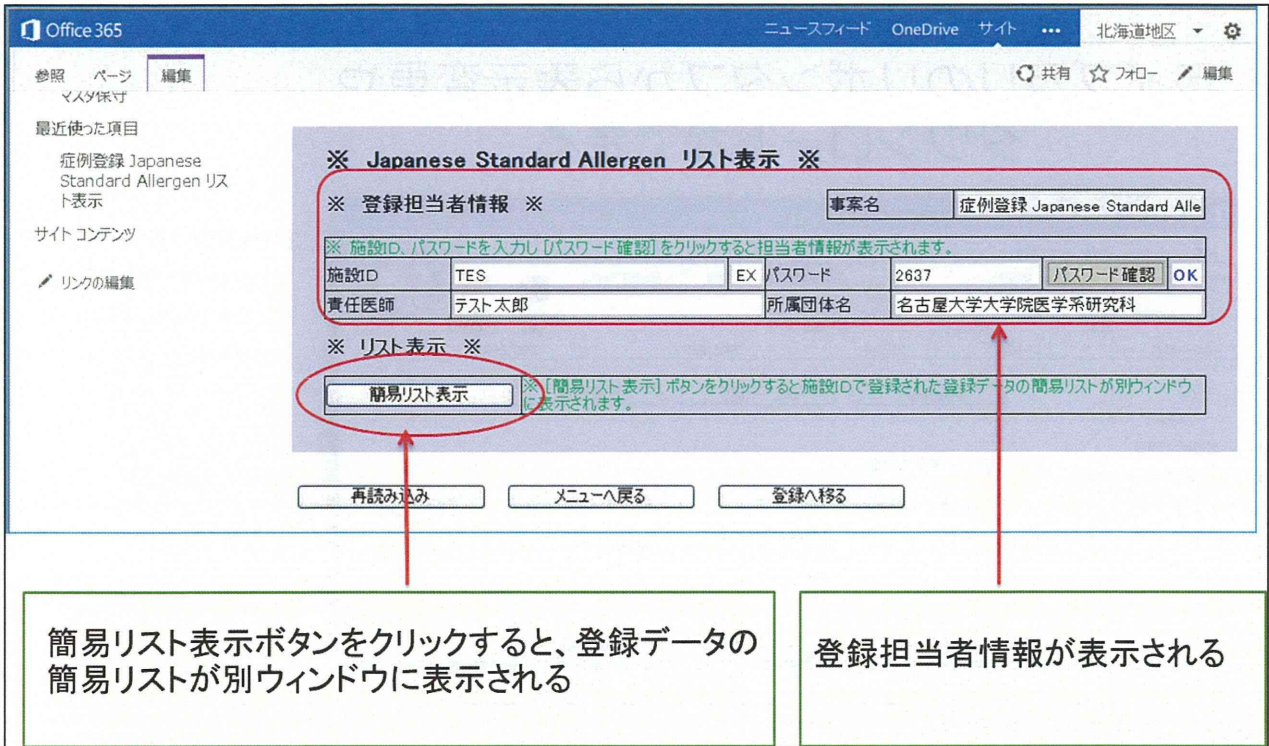 Office 365
ニュースフィード OneDrive サイト ••• 北海道地区
参照 ページ 編集
共有 フォロー 編集
マスタ保守
最近使った項目
症例登録 Japanese
Standard Allergen リス
ト表示
サイト コンテンツ
リンクの編集
※ Japanese Standard Allergen リスト表示 ※
※ 登録担当者情報 ※
事案名 症例登録 Japanese Standard Alle
※ 施設ID、パスワードを入力し [パスワード確認] をクリックすると担当者情報が表示されます。
施設ID TES EX パスワード 2637 パスワード確認 OK
責任医師 テスト太郎 所属団体名 名古屋大学大学院医学系研究科
※ リスト表示 ※
簡易リスト表示
※ [簡易リスト表示] ボタンをクリックすると施設IDで登録された登録データの簡易リストが別ウィンドウ
に表示されます。
再読み込み メニューへ戻る 登録へ移る
簡易リスト表示ボタンをクリックすると、登録データの
簡易リストが別ウィンドウに表示される
登録担当者情報が表示される